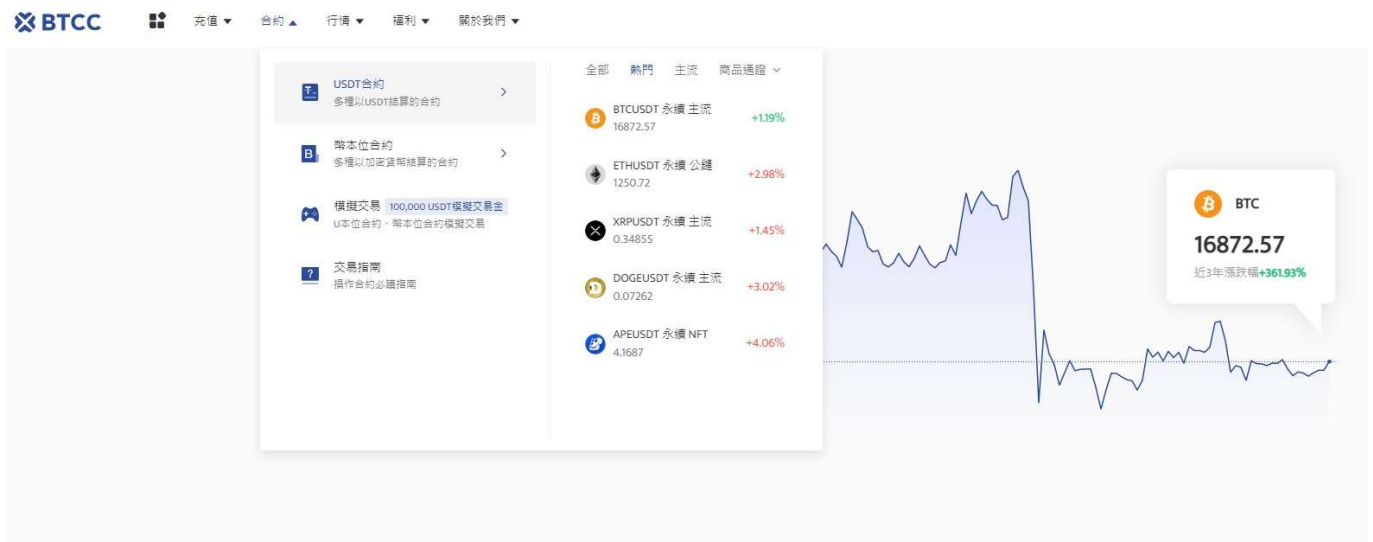 BTCC
充值 ▼ 合約 ▲ 行情 ▼ 福利 ▼ 關於我們 ▼
USDT合約
多種以USDT結算的合約
幣本位合約
多種以加密貨幣結算的合約
模擬交易 100,000 USDT模擬交易金
U本位合約、幣本位合約模擬交易
交易指南
操作合約必讀指南
全部 熱門 主流 商品通證
BTCUSDT 永續 主流
16872.57
+1.19%
ETHUSDT 永續 公鏈
1250.72
+2.98%
XRPUSDT 永續 主流
0.34855
+1.45%
DOGEUSDT 永續 主流
0.07262
+3.02%
APEUSDT 永續 NFT
4.1687
+4.06%
BTC
16872.57
近3年漲跌幅+361.93%